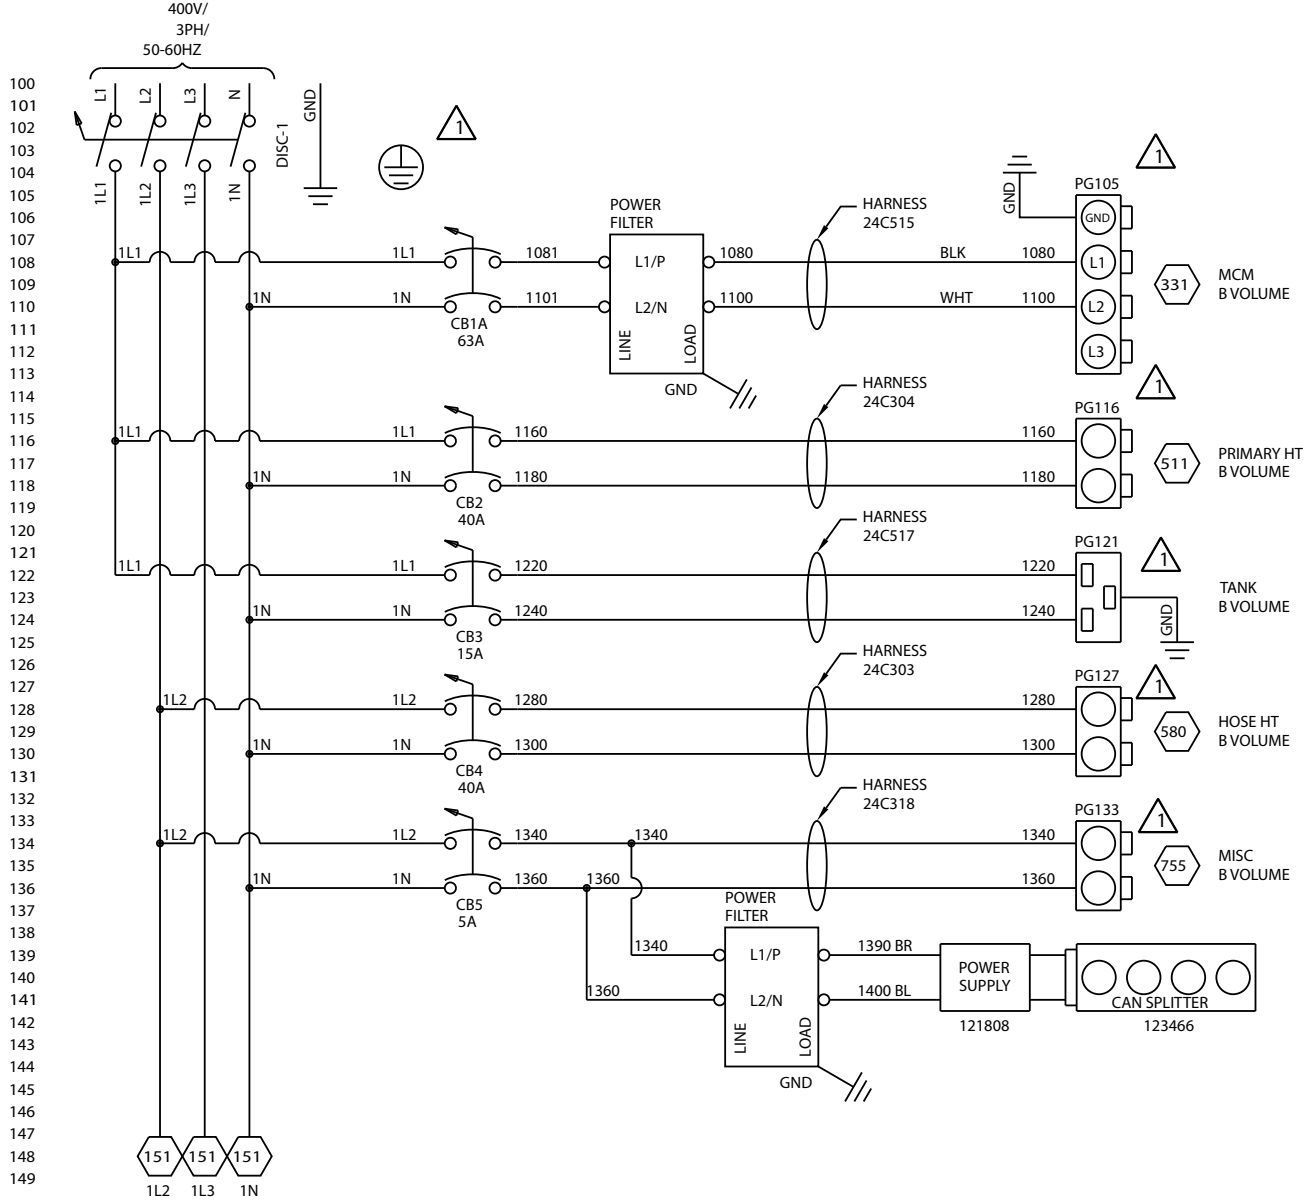 400V/
3PH/
50-60HZ
100
101
102
103
104
105
106
107
108
109
110
111
112
113
114
115
116
117
118
119
120
121
122
123
124
125
126
127
128
129
130
131
132
133
134
135
136
137
138
139
140
141
142
143
144
145
146
147
148
149
L1
L2
L3
N
GND
DISC-1
1L1
1L2
1L3
1N
1
1L1
1L1
1081
1N
1N
1101
CB1A
63A
POWER
FILTER
L1/P
L2/N
LINE
LOAD
GND
1080
1100
HARNESS
24C515
BLK
1080
WHT
1100
GND
PG105
GND
L1
L2
L3
1
331
MCM
B VOLUME
1L1
1L1
1160
1N
1N
1180
CB2
40A
HARNESS
24C304
1160
1180
PG116
1
511
PRIMARY HT
B VOLUME
1L1
1L1
1220
1N
1N
1240
CB3
15A
HARNESS
24C517
1220
1240
PG121
1
GND
TANK
B VOLUME
1L2
1L2
1280
1N
1N
1300
CB4
40A
HARNESS
24C303
1280
1300
PG127
1
580
HOSE HT
B VOLUME
1L2
1L2
1340
1340
1N
1N
1360
1360
CB5
5A
HARNESS
24C318
1340
1360
PG133
1
755
MISC
B VOLUME
POWER
FILTER
1340
1360
L1/P
L2/N
LINE
LOAD
GND
1390 BR
1400 BL
POWER
SUPPLY
121808
CAN SPLITTER
123466
151
151
151
1L2
1L3
1N